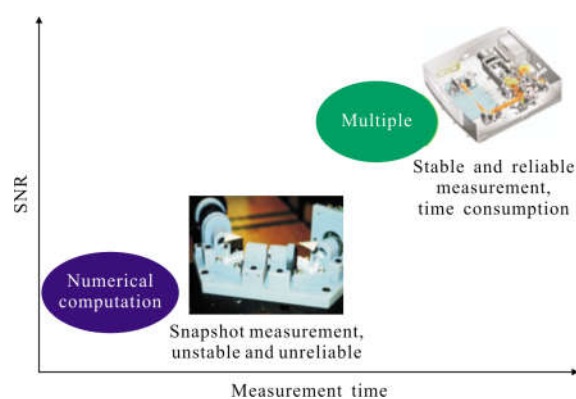 SNR
Multiple
Stable and reliable
measurement,
time consumption
Numerical
computation
Snapshot measurement,
unstable and unreliable
Measurement time